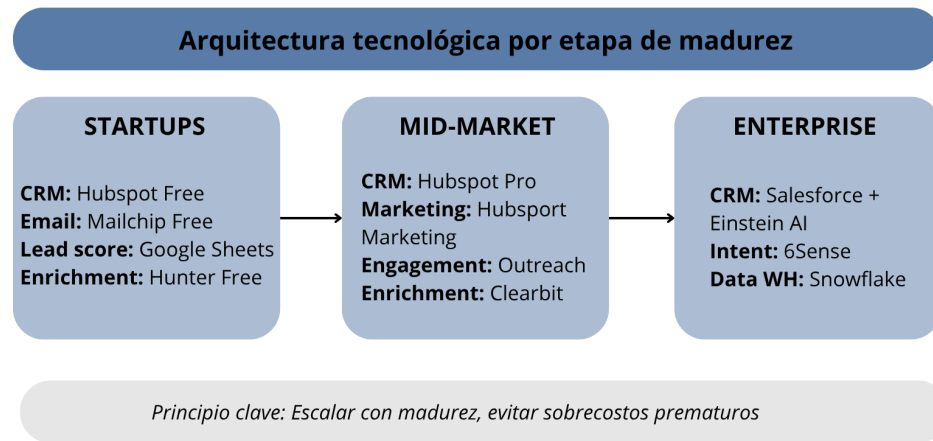 Arquitectura tecnológica por etapa de madurez
STARTUPS
CRM: Hubspot Free
Email: Mailchip Free
Lead score: Google Sheets
Enrichment: Hunter Free
MID-MARKET
CRM: Hubspot Pro
Marketing: Hubsport
Marketing
Engagement: Outreach
Enrichment: Clearbit
ENTERPRISE
CRM: Salesforce +
Einstein AI
Intent: 6Sense
Data WH: Snowflake
Principio clave: Escalar con madurez, evitar sobrecostos prematuros